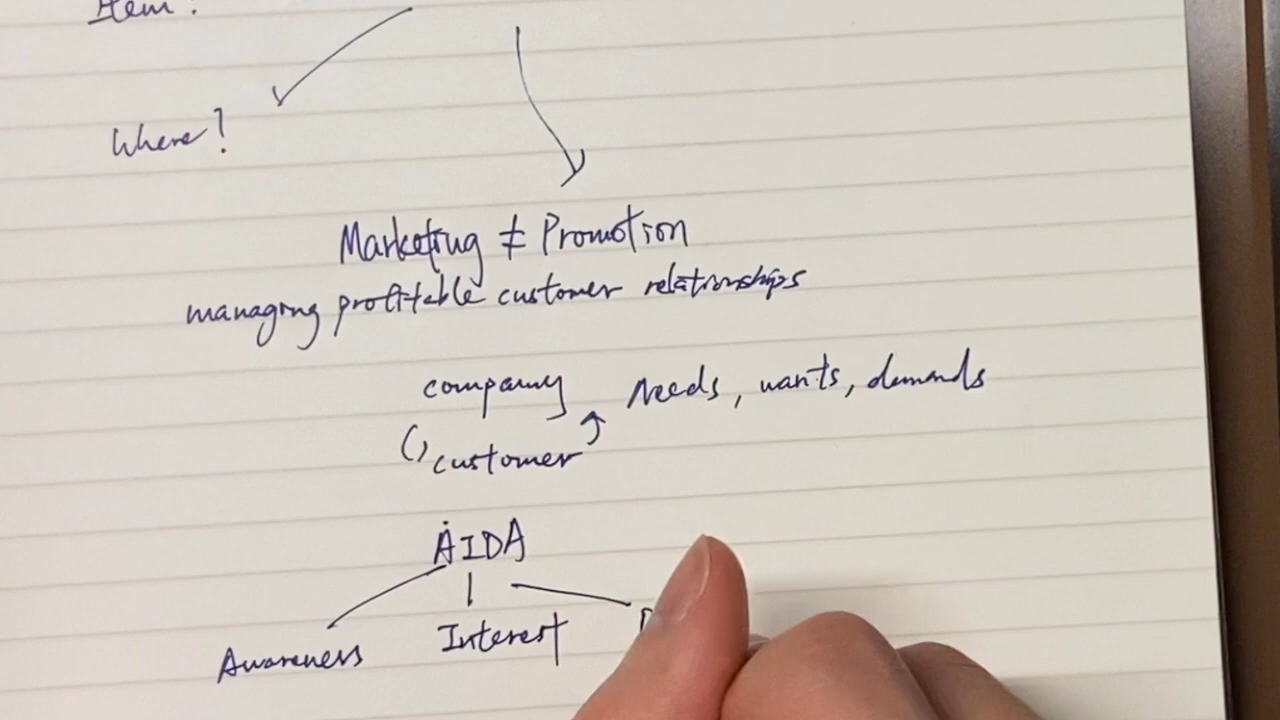 Item?
Where?
Marketing ≠ Promotion
managing profitable customer relationships
company Needs, wants, demands
customer
AIDA
Awareness Interest D